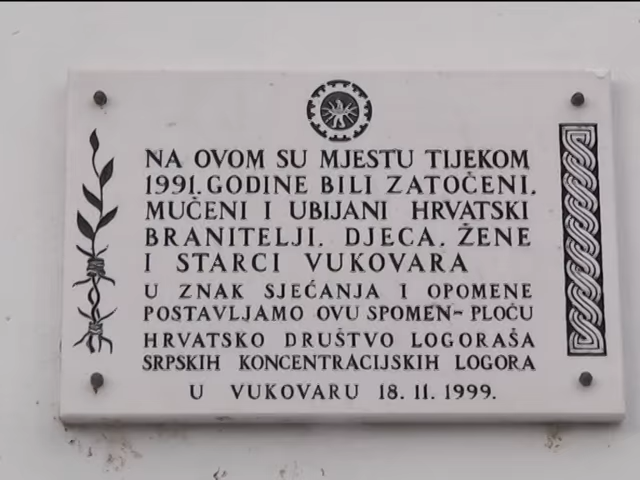 NA OVOM SU MJESTU TIJEKOM
1991. GODINE BILI ZATOČENI.
MUČENI I UBIJANI HRVATSKI
BRANITELJI. DJECA. ŽENE
I STARCI VUKOVARA
U ZNAK SJEĆANJA I OPOMENE
POSTAVLJAMO OVU SPOMEN-PLOČU
HRVATSKO DRUŠTVO LOGORAŠA
SRPSKIH KONCENTRACIJSKIH LOGORA
U VUKOVARU 18. 11. 1999.